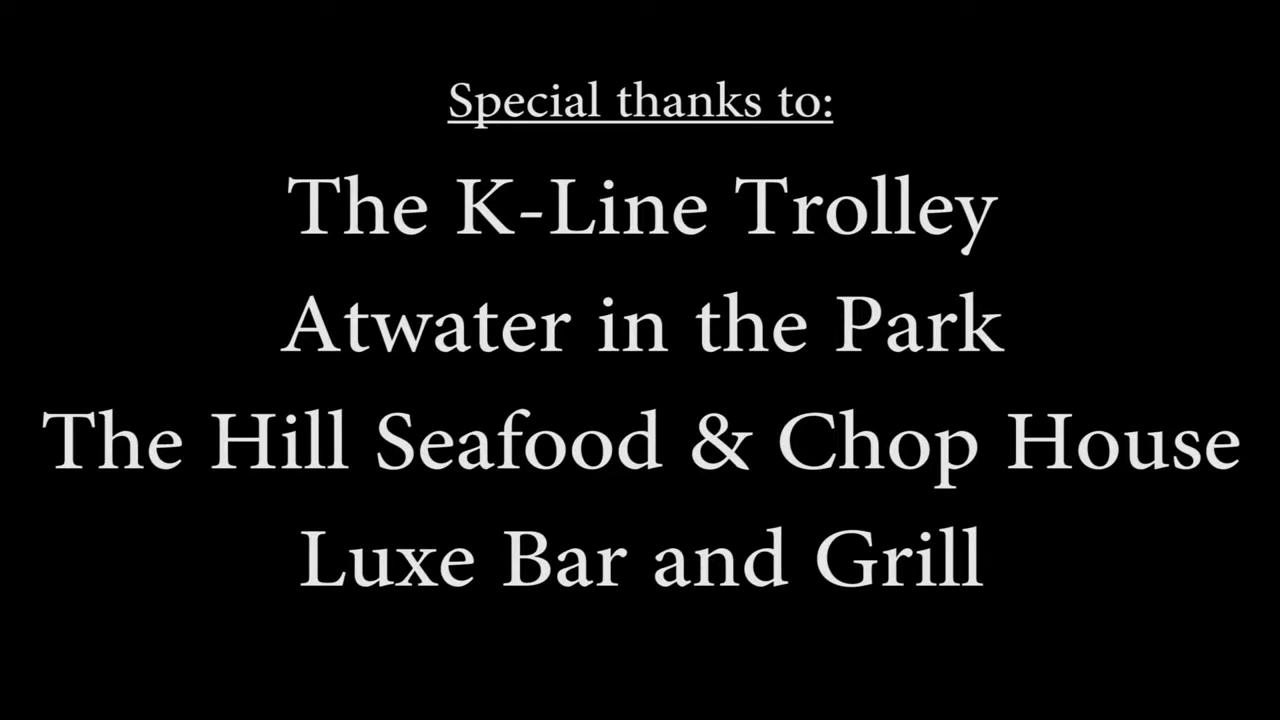 Special thanks to:
The K-Line Trolley
Atwater in the Park
The Hill Seafood & Chop House
Luxe Bar and Grill